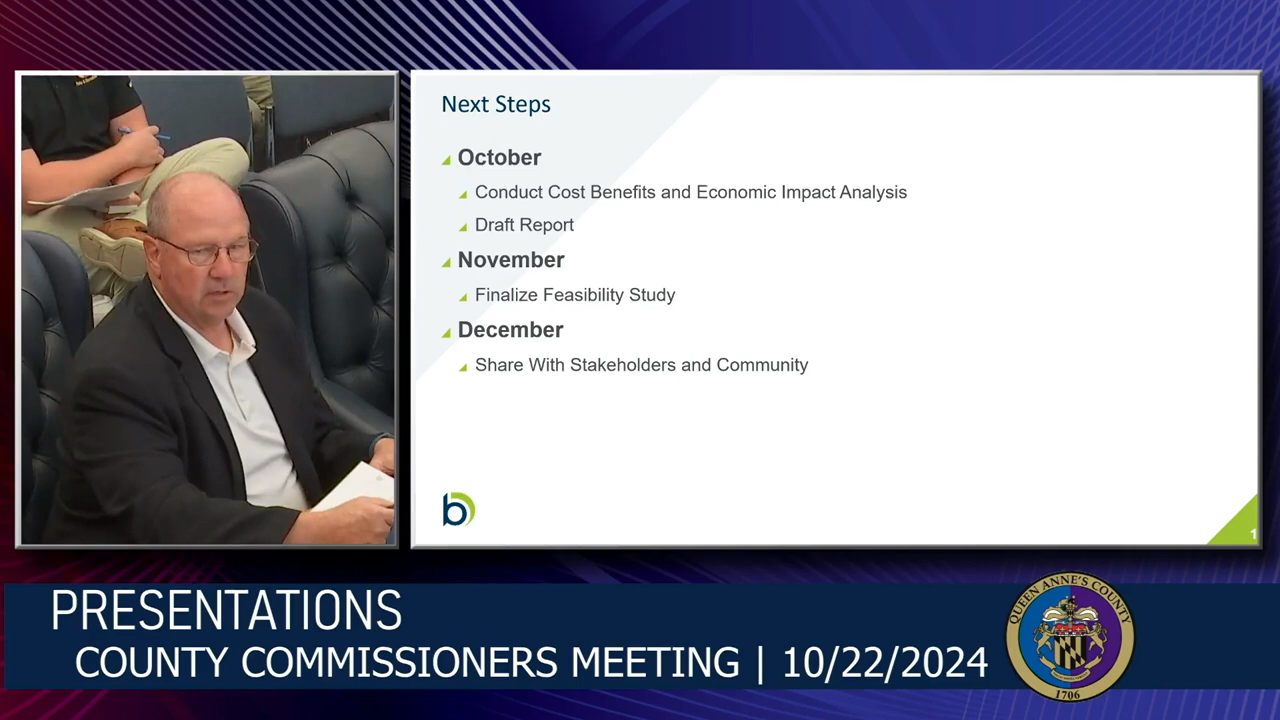 Next Steps
October
Conduct Cost Benefits and Economic Impact Analysis
Draft Report
November
Finalize Feasibility Study
December
Share With Stakeholders and Community
b
1
PRESENTATIONS
COUNTY COMMISSIONERS MEETING | 10/22/2024
QUEEN ANNE'S COUNTY
1706